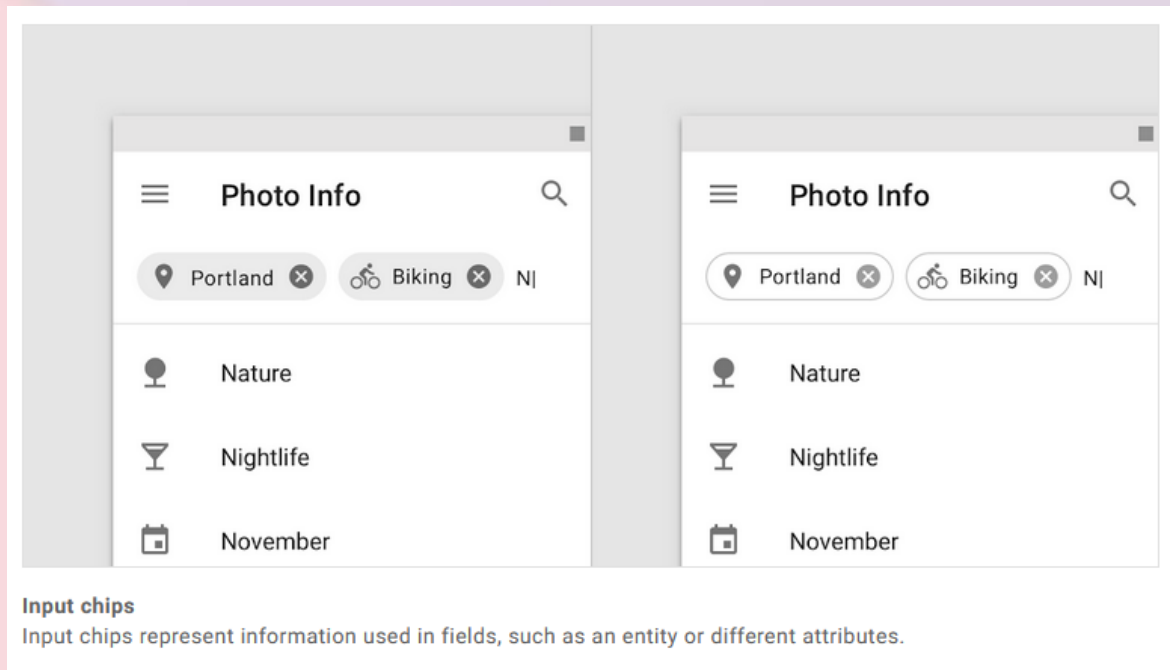 Photo Info
Portland Biking N|
Nature
Nightlife
November
Photo Info
Portland Biking N|
Nature
Nightlife
November
Input chips
Input chips represent information used in fields, such as an entity or different attributes.